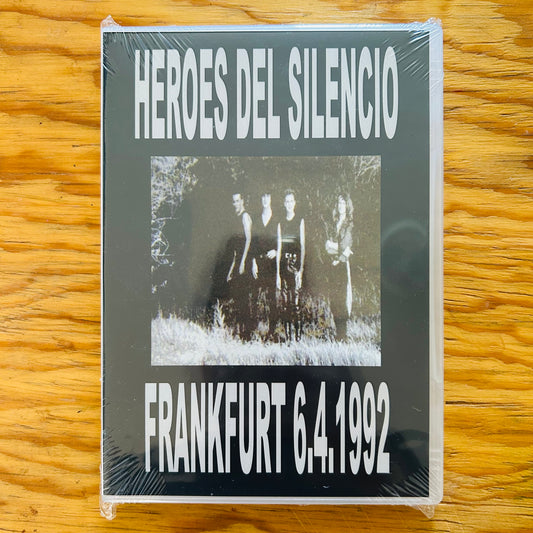 HEROES DEL SILENCIO
FRANKFURT 6.4.1992